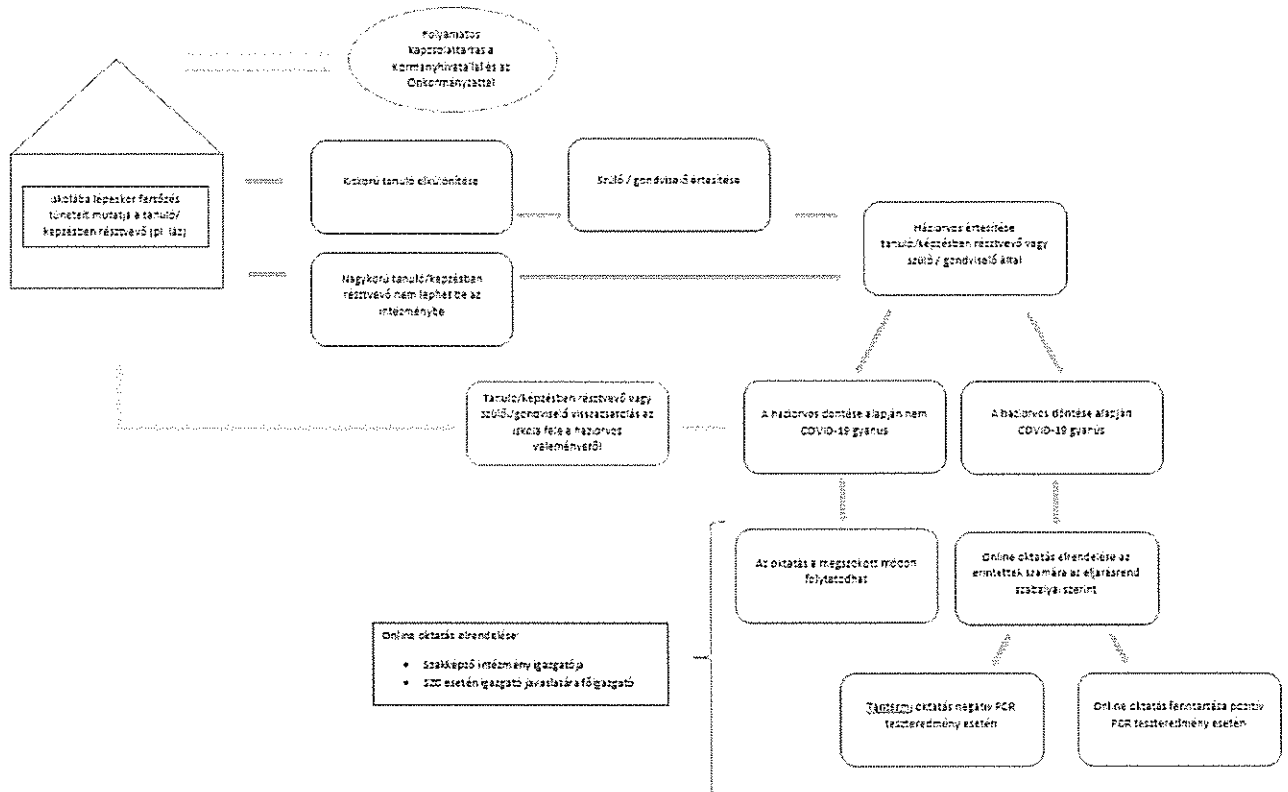 Folyamatos
kapcsolattartás a
Kormányhivatallal és az
Önkormányzattal
Iskolába lépéskor fertőzés
tüneteit mutatja a tanuló/
képzésben résztvevő (pl. láz)
Kiskorú tanuló elkülönítése
Szülő / gondviselő értesítése
Háziorvos értesítése
tanuló/képzésben résztvevő vagy
szülő / gondviselő által
Nagykorú tanuló/képzésben
résztvevő nem léphet be az
intézménybe
Tanuló/képzésben résztvevő vagy
szülők/gondviselő visszacsatolás az
iskola felé a háziorvos
véleményéről
A háziorvos döntése alapján nem
COVID-19 gyanús
A háziorvos döntése alapján
COVID-19 gyanús
Az oktatás a megszokott módon
folytatódhat
Online oktatás elrendelése az
érintettek számára az eljárásrend
szabályai szerint
Online oktatás elrendelése:
• Szakképző intézmény igazgatója
• SZC esetén igazgató javaslatára főigazgató
Tantermi oktatás negatív PCR
teszteredmény esetén
Online oktatás fenntartása pozitív
PCR teszteredmény esetén